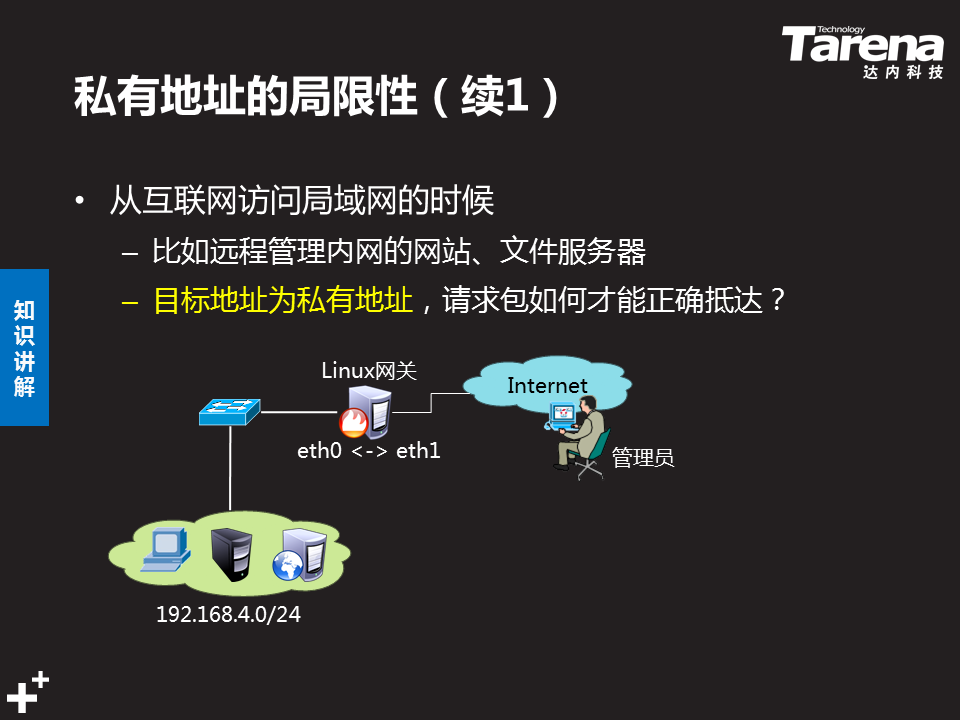 Technology
Tarena
达内科技
私有地址的局限性（续1）
• 从互联网访问局域网的时候
– 比如远程管理内网的网站、文件服务器
– 目标地址为私有地址，请求包如何才能正确抵达？
知识讲解
Linux网关
Internet
eth0 <-> eth1
管理员
192.168.4.0/24